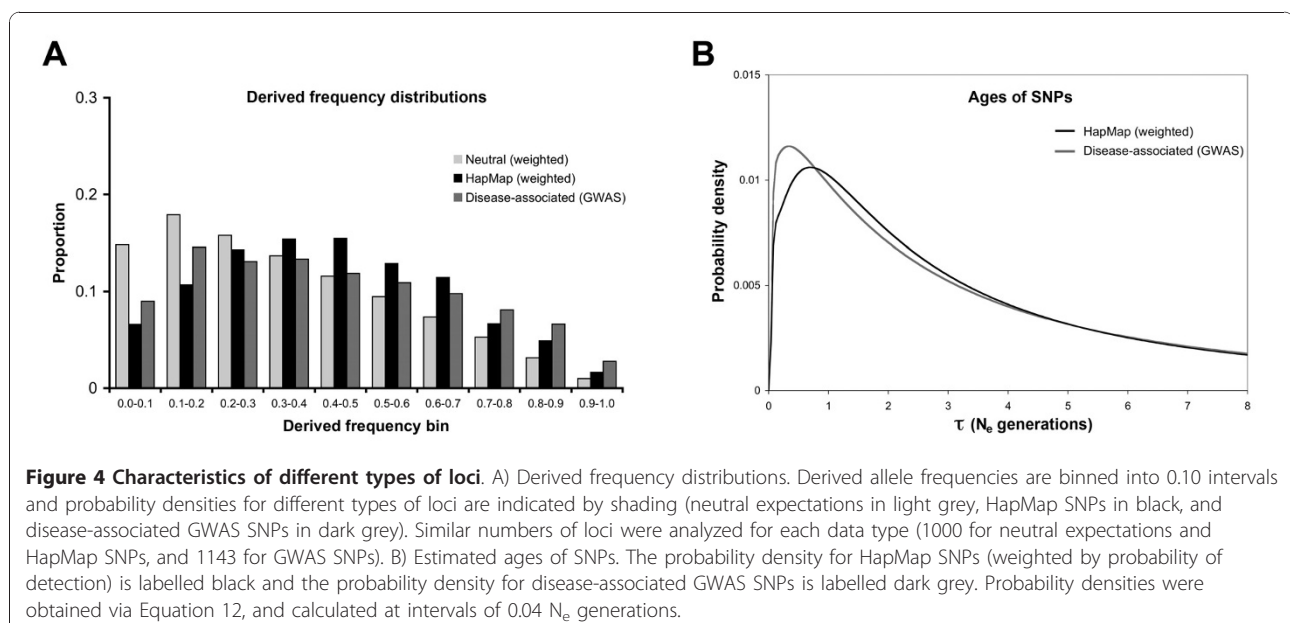 A
Derived frequency distributions
Neutral (weighted)
HapMap (weighted)
Disease-associated (GWAS)
Proportion
0.3
0.2
0.1
0
0.0-0.1 0.1-0.2 0.2-0.3 0.3-0.4 0.4-0.5 0.5-0.6 0.6-0.7 0.7-0.8 0.8-0.9 0.9-1.0
Derived frequency bin
B
Ages of SNPs
HapMap (weighted)
Disease-associated (GWAS)
Probability density
0.015
0.01
0.005
0
0 1 2 3 4 5 6 7 8
τ (Ne generations)
Figure 4 Characteristics of different types of loci. A) Derived frequency distributions. Derived allele frequencies are binned into 0.10 intervals
and probability densities for different types of loci are indicated by shading (neutral expectations in light grey, HapMap SNPs in black, and
disease-associated GWAS SNPs in dark grey). Similar numbers of loci were analyzed for each data type (1000 for neutral expectations and
HapMap SNPs, and 1143 for GWAS SNPs). B) Estimated ages of SNPs. The probability density for HapMap SNPs (weighted by probability of
detection) is labelled black and the probability density for disease-associated GWAS SNPs is labelled dark grey. Probability densities were
obtained via Equation 12, and calculated at intervals of 0.04 Ne generations.